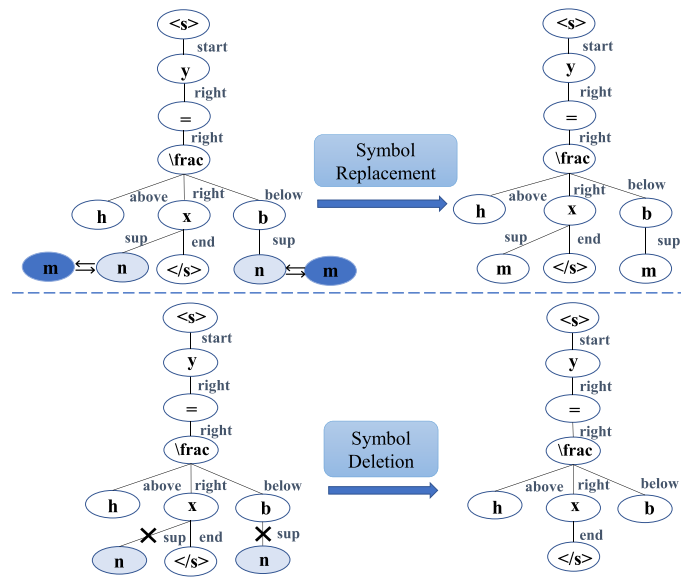 <s>
start
y
right
=
right
\frac
above
right
below
h
x
b
sup
end
sup
m
n
</s>
n
m
Symbol
Replacement
<s>
start
y
right
=
right
\frac
above
right
below
h
x
b
sup
end
sup
m
</s>
m
<s>
start
y
right
=
right
\frac
above
right
below
h
x
b
sup
end
sup
n
</s>
n
Symbol
Deletion
<s>
start
y
right
=
right
\frac
above
right
below
h
x
b
end
</s>